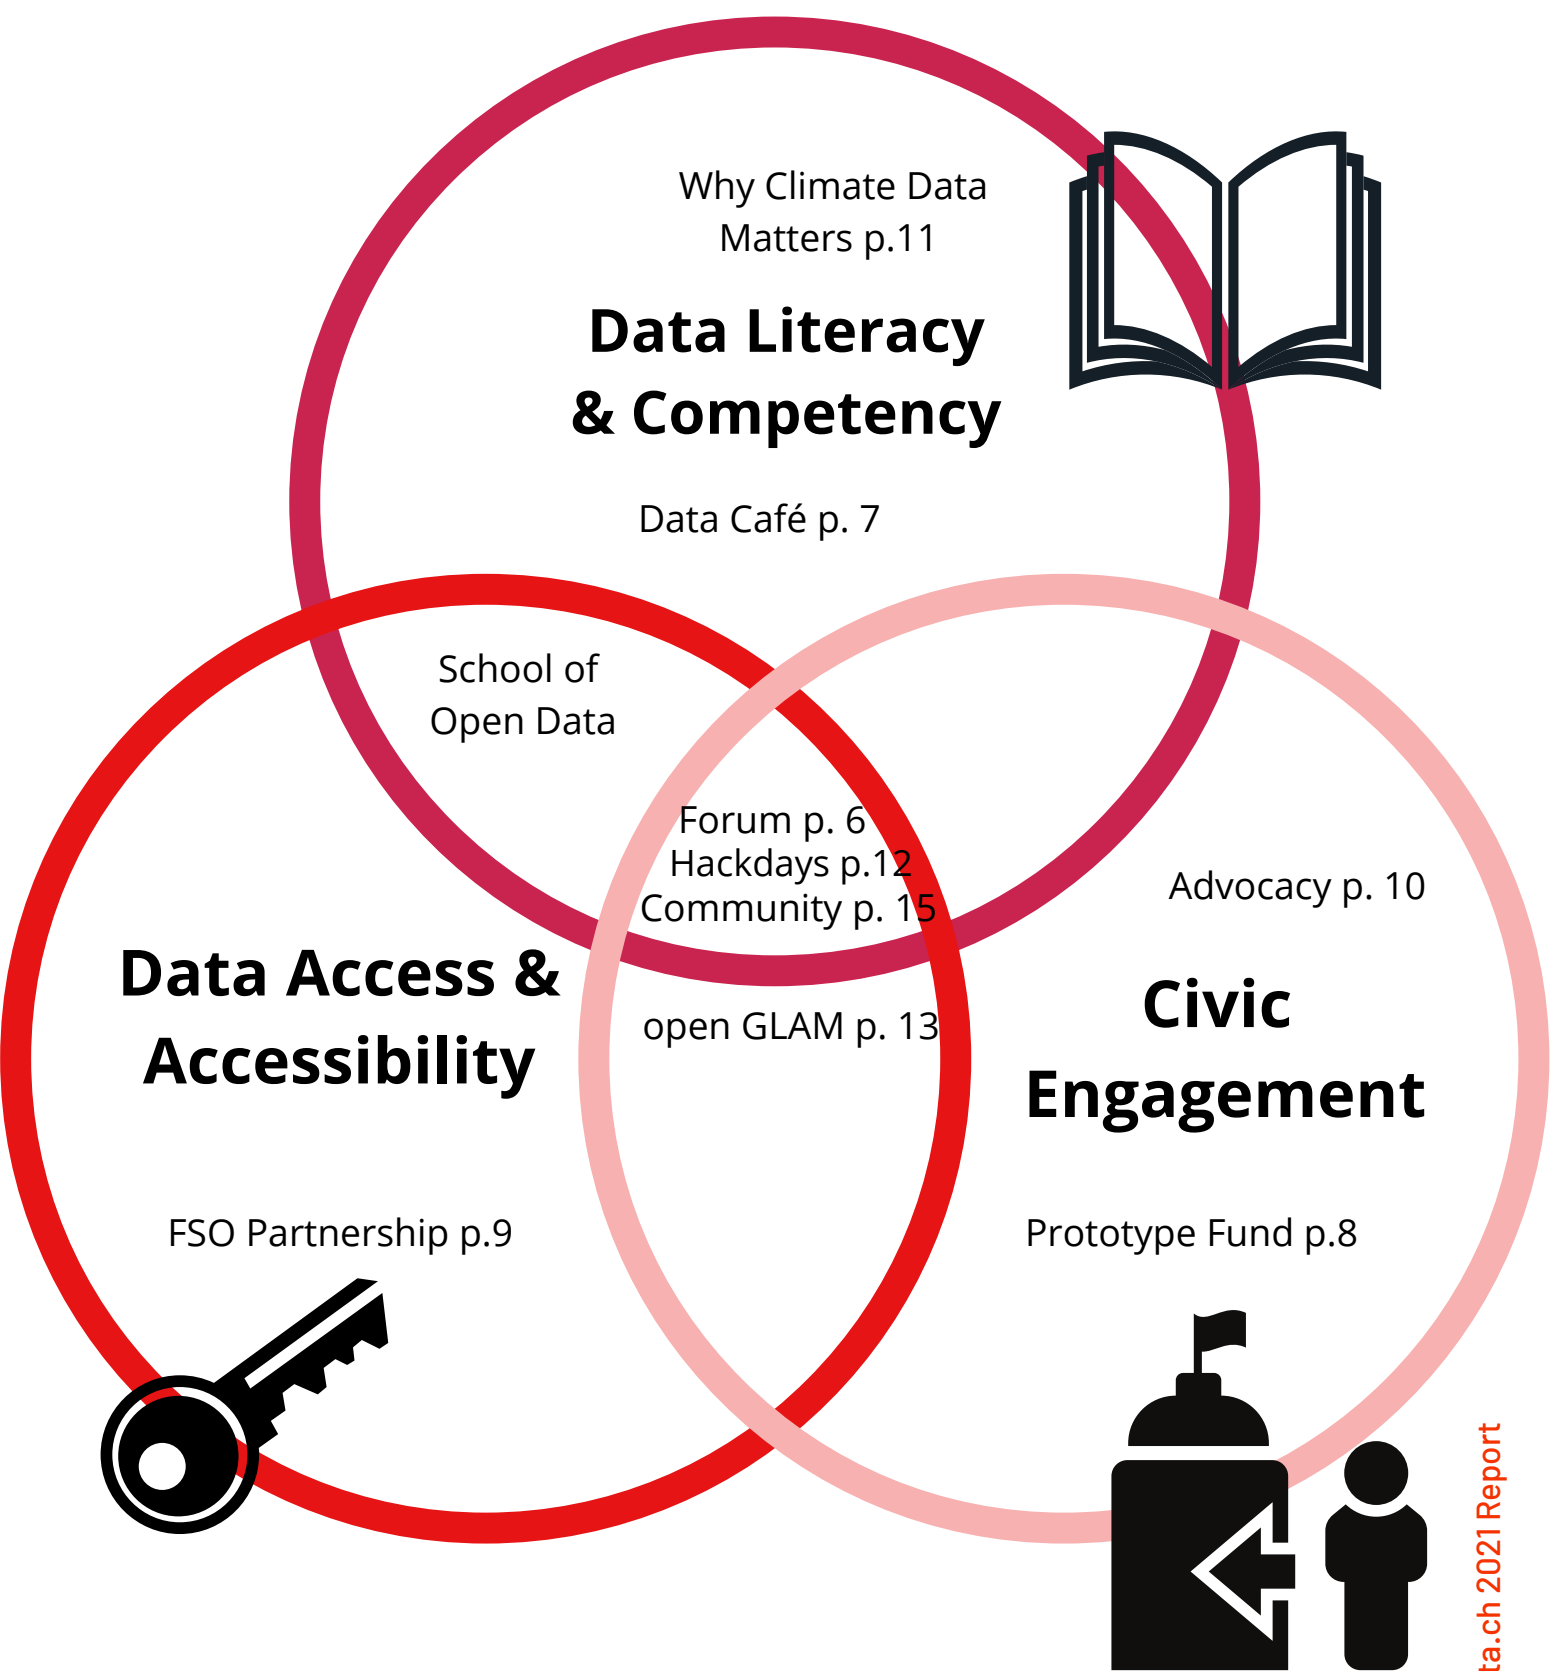 Why Climate Data
Matters p.11
Data Literacy
& Competency
Data Café p. 7
School of
Open Data
Forum p. 6
Hackdays p.12
Community p. 15
Advocacy p. 10
Data Access &
Accessibility
Civic
Engagement
open GLAM p. 13
FSO Partnership p.9
Prototype Fund p.8
ta.ch 2021 Report